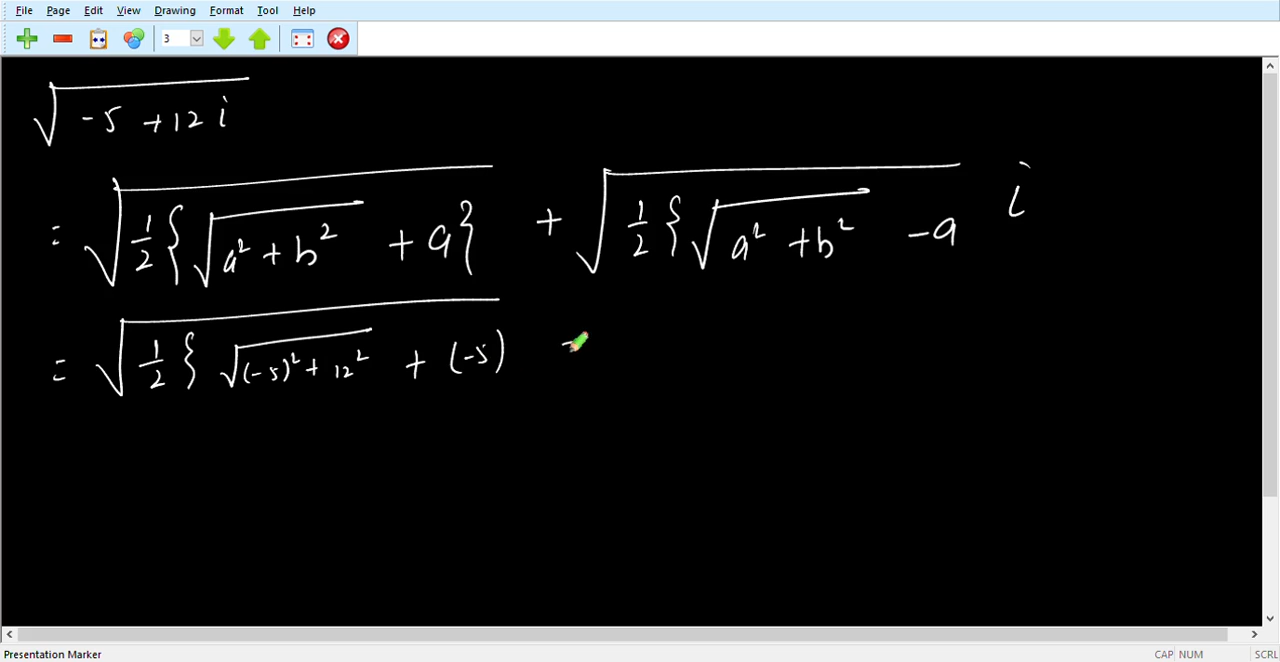 File Page Edit View Drawing Format Tool Help
3
√(-5 +12i)
= √(1/2{√(a²+b²) +a}) + √(1/2{√(a² +b²) -a) i
= √(1/2{√((-5)²+12²) + (-5)
Presentation Marker CAP NUM SCRL